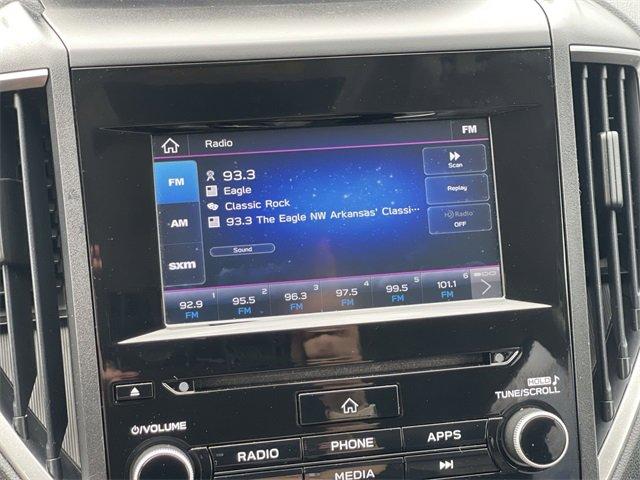 Radio FM
FM
93.3
Eagle
Classic Rock
93.3 The Eagle NW Arkansas' Classi...
Scan
Replay
HD Radio
OFF
AM
sxm
Sound
1 2 3 4 5 6
92.9 95.5 96.3 97.5 99.5 101.1
FM FM FM FM FM FM
HOLD
TUNE/SCROLL
/VOLUME
RADIO PHONE APPS
MEDIA